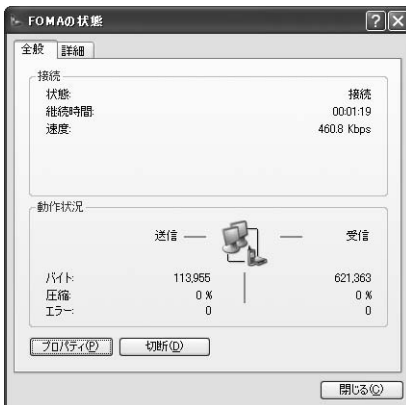 FOMAの状態
全般 詳細
接続
状態: 接続
継続時間: 00:01:19
速度: 460.8 Kbps
動作状況
送信 — — 受信
バイト: 113,955 621,363
圧縮: 0 % 0 %
エラー: 0 0
プロパティ(P) 切断(D)
閉じる(C)